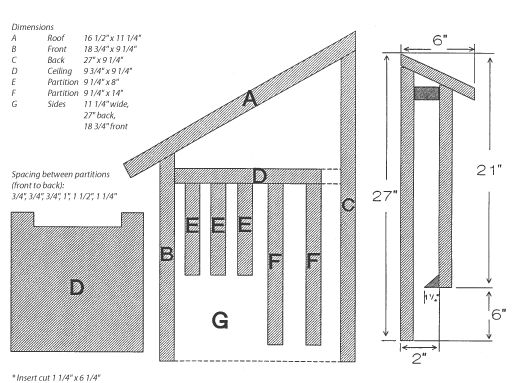 Dimensions
A Roof 16 1/2" x 11 1/4"
B Front 18 3/4" x 9 1/4"
C Back 27" x 9 1/4"
D Ceiling 9 3/4" x 9 1/4"
E Partition 9 1/4" x 8"
F Partition 9 1/4" x 14"
G Sides 11 1/4" wide,
27" back,
18 3/4" front
Spacing between partitions
(front to back):
3/4", 3/4", 3/4", 1", 1 1/2", 1 1/4"
D
* Insert cut 1 1/4" x 6 1/4"
A
D
E E E
C
B
F F
G
6"
27"
21"
1½"
6"
2"